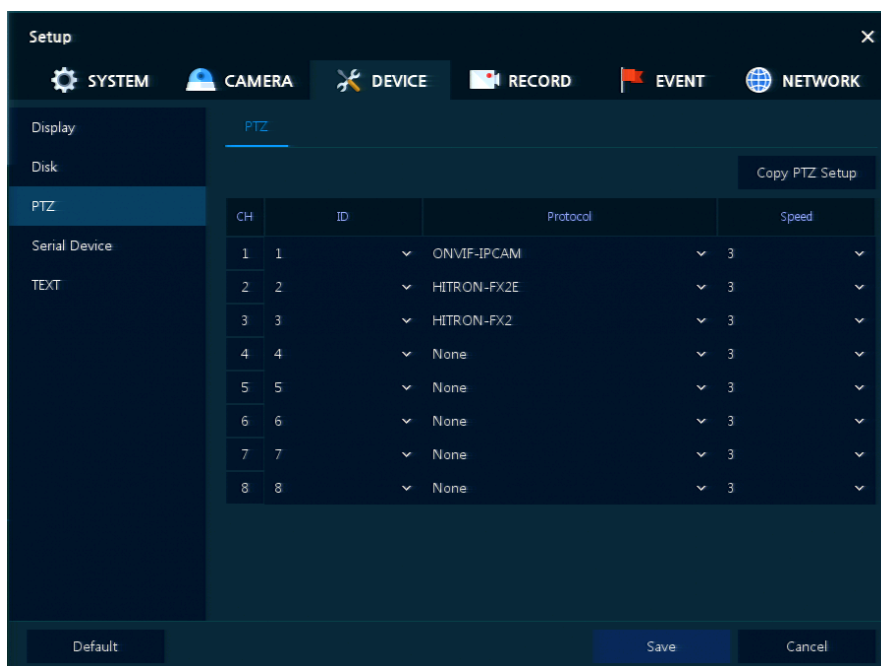 Setup
SYSTEM CAMERA DEVICE RECORD EVENT NETWORK
Display
Disk
PTZ
Serial Device
TEXT
PTZ
Copy PTZ Setup
CH ID Protocol Speed
1 1 ONVIF-IPCAM 3
2 2 HITRON-FX2E 3
3 3 HITRON-FX2 3
4 4 None 3
5 5 None 3
6 6 None 3
7 7 None 3
8 8 None 3
Default Save Cancel